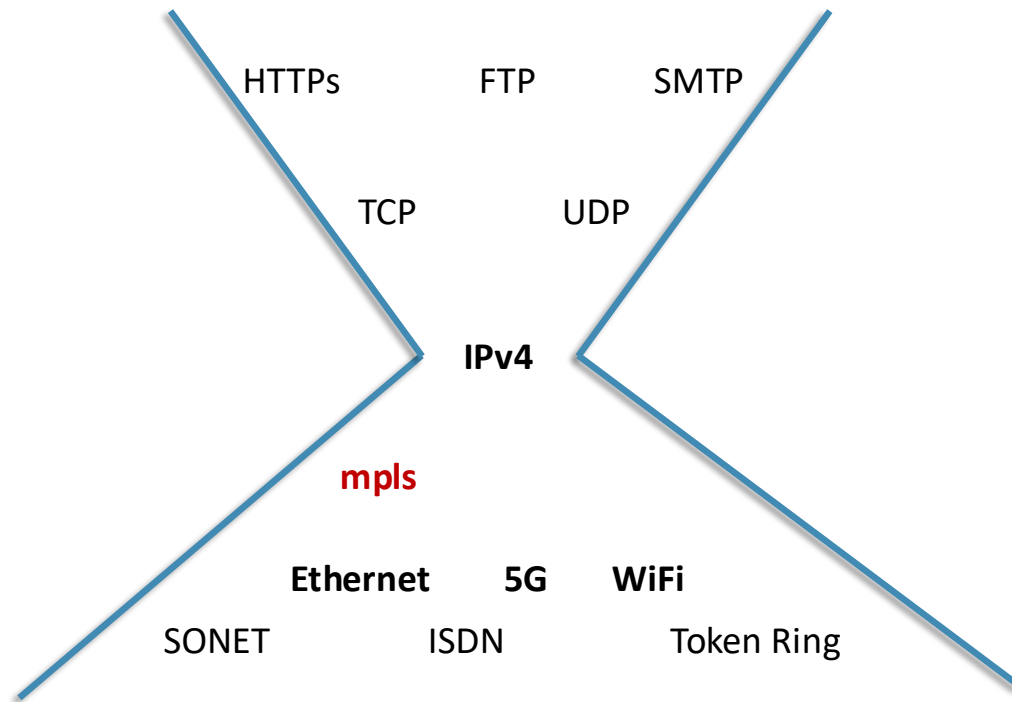 HTTPs FTP SMTP
TCP UDP
IPv4
mpls
Ethernet 5G WiFi
SONET ISDN Token Ring